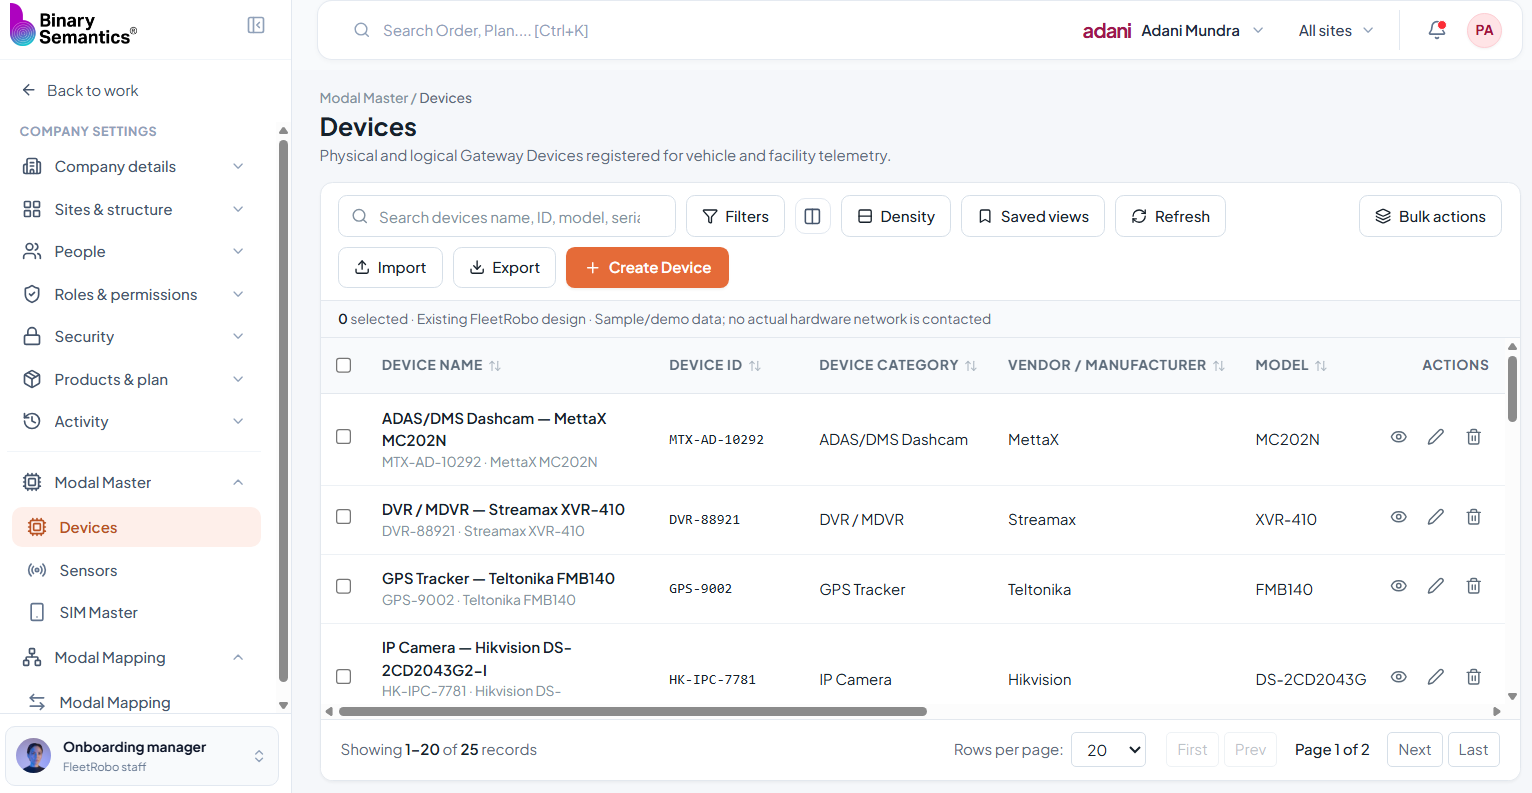 Binary
Semantics®
Search Order, Plan.... [Ctrl+K]
adani Adani Mundra
All sites
PA
Back to work
COMPANY SETTINGS
Company details
Sites & structure
People
Roles & permissions
Security
Products & plan
Activity
Modal Master
Devices
Sensors
SIM Master
Modal Mapping
Modal Mapping
Onboarding manager
FleetRobo staff
Modal Master / Devices
Devices
Physical and logical Gateway Devices registered for vehicle and facility telemetry.
Search devices name, ID, model, seria
Filters
Density
Saved views
Refresh
Bulk actions
Import
Export
+ Create Device
0 selected · Existing FleetRobo design · Sample/demo data; no actual hardware network is contacted
DEVICE NAME DEVICE ID DEVICE CATEGORY VENDOR / MANUFACTURER MODEL ACTIONS
ADAS/DMS Dashcam — MettaX
MC202N
MTX-AD-10292 · MettaX MC202N
MTX-AD-10292 ADAS/DMS Dashcam MettaX MC202N
DVR / MDVR — Streamax XVR-410
DVR-88921 · Streamax XVR-410
DVR-88921 DVR / MDVR Streamax XVR-410
GPS Tracker — Teltonika FMB140
GPS-9002 · Teltonika FMB140
GPS-9002 GPS Tracker Teltonika FMB140
IP Camera — Hikvision DS-
2CD2043G2-I
HK-IPC-7781 · Hikvision DS-
HK-IPC-7781 IP Camera Hikvision DS-2CD2043G
Showing 1–20 of 25 records
Rows per page: 20
First
Prev
Page 1 of 2
Next
Last